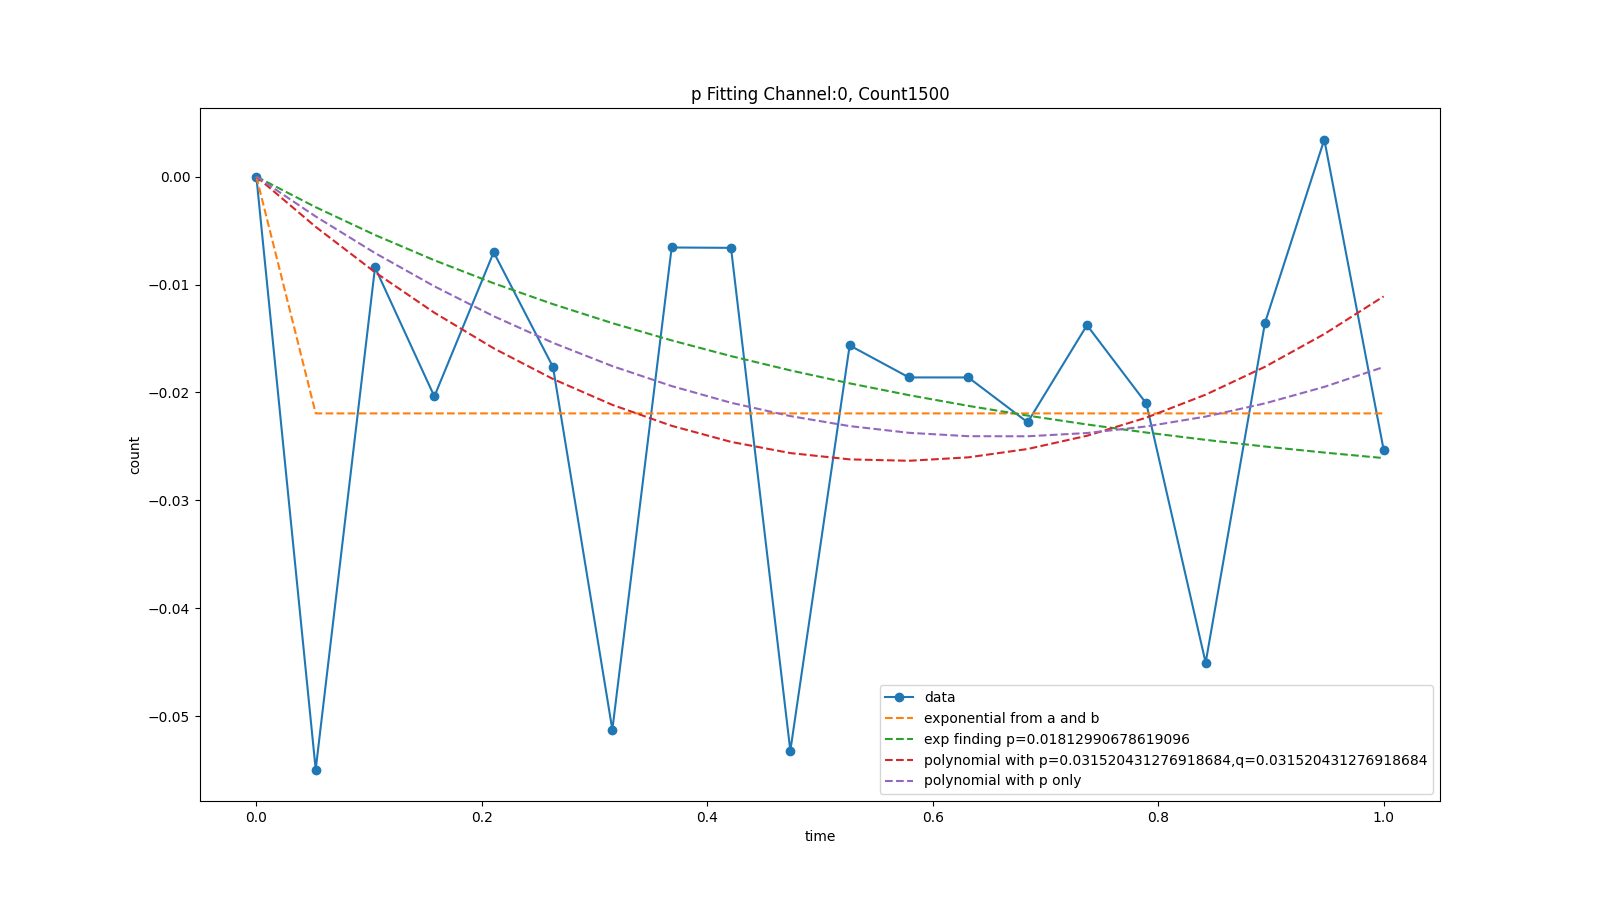 p Fitting Channel:0, Count1500
0.00
−0.01
−0.02
−0.03
−0.04
−0.05
count
0.0
0.2
0.4
0.6
0.8
1.0
time
data
exponential from a and b
exp finding p=0.01812990678619096
polynomial with p=0.031520431276918684,q=0.031520431276918684
polynomial with p only